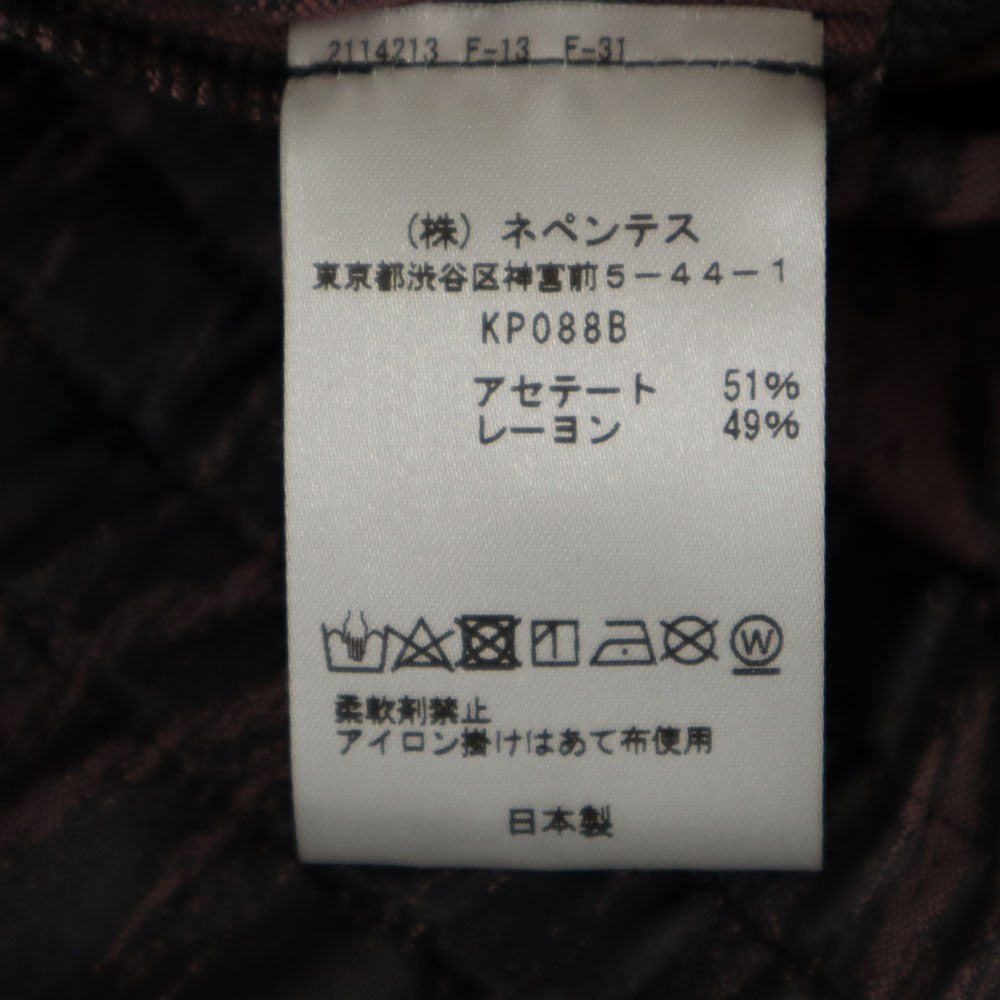 2114213 F-13 F-31
(株) ネペンテス
東京都渋谷区神宮前5-44-1
KP088B
アセテート 51%
レーヨン 49%
W
柔軟剤禁止
アイロン掛けはあて布使用
日本製